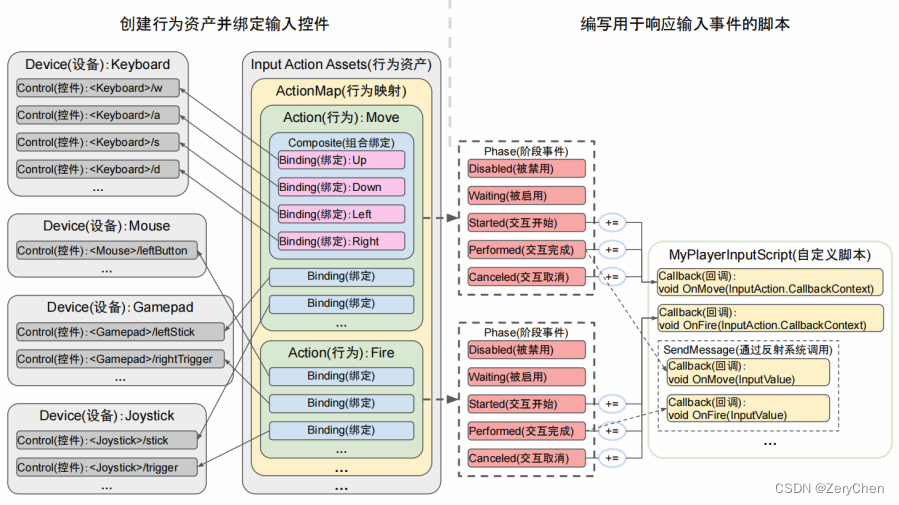 创建行为资产并绑定输入控件
编写用于响应输入事件的脚本
Device(设备)：Keyboard
Control(控件)：<Keyboard>/w
Control(控件)：<Keyboard>/a
Control(控件)：<Keyboard>/s
Control(控件)：<Keyboard>/d
...
Device(设备)：Mouse
Control(控件)：<Mouse>/leftButton
...
Device(设备)：Gamepad
Control(控件)：<Gamepad>/leftStick
Control(控件)：<Gamepad>/rightTrigger
...
Device(设备)：Joystick
Control(控件)：<Joystick>/stick
Control(控件)：<Joystick>/trigger
...
Input Action Assets(行为资产)
ActionMap(行为映射)
Action(行为)：Move
Composite(组合绑定)
Binding(绑定)：Up
Binding(绑定)：Down
Binding(绑定)：Left
Binding(绑定)：Right
Binding(绑定)
Binding(绑定)
...
Action(行为)：Fire
Binding(绑定)
Binding(绑定)
Binding(绑定)
...
...
...
Phase(阶段事件)
Disabled(被禁用)
Waiting(被启用)
Started(交互开始)
+=
Performed(交互完成)
+=
Canceled(交互取消)
+=
Phase(阶段事件)
Disabled(被禁用)
Waiting(被启用)
Started(交互开始)
+=
Performed(交互完成)
+=
Canceled(交互取消)
+=
MyPlayerInputScript(自定义脚本)
Callback(回调)：
void OnMove(InputAction.CallbackContext)
Callback(回调)：
void OnFire(InputAction.CallbackContext)
SendMessage(通过反射系统调用)
Callback(回调)：
void OnMove(InputValue)
Callback(回调)：
void OnFire(InputValue)
...
CSDN @ZeryChen